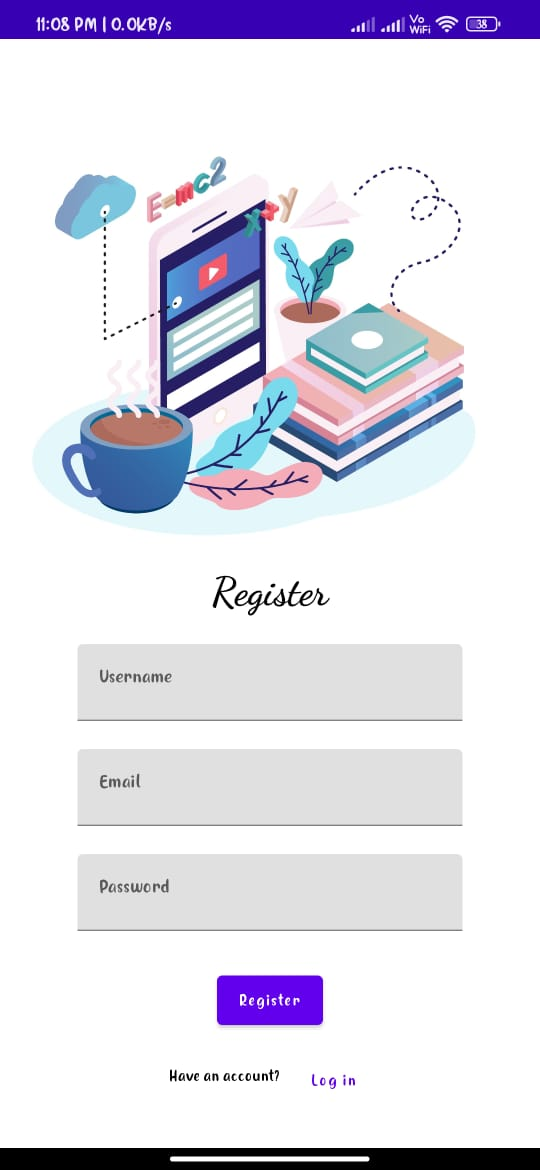 11:08 PM | 0.0KB/s
Vo
WiFi
38
E=mc2
X+Y
Register
Username
Email
Password
Register
Have an account?
Log in